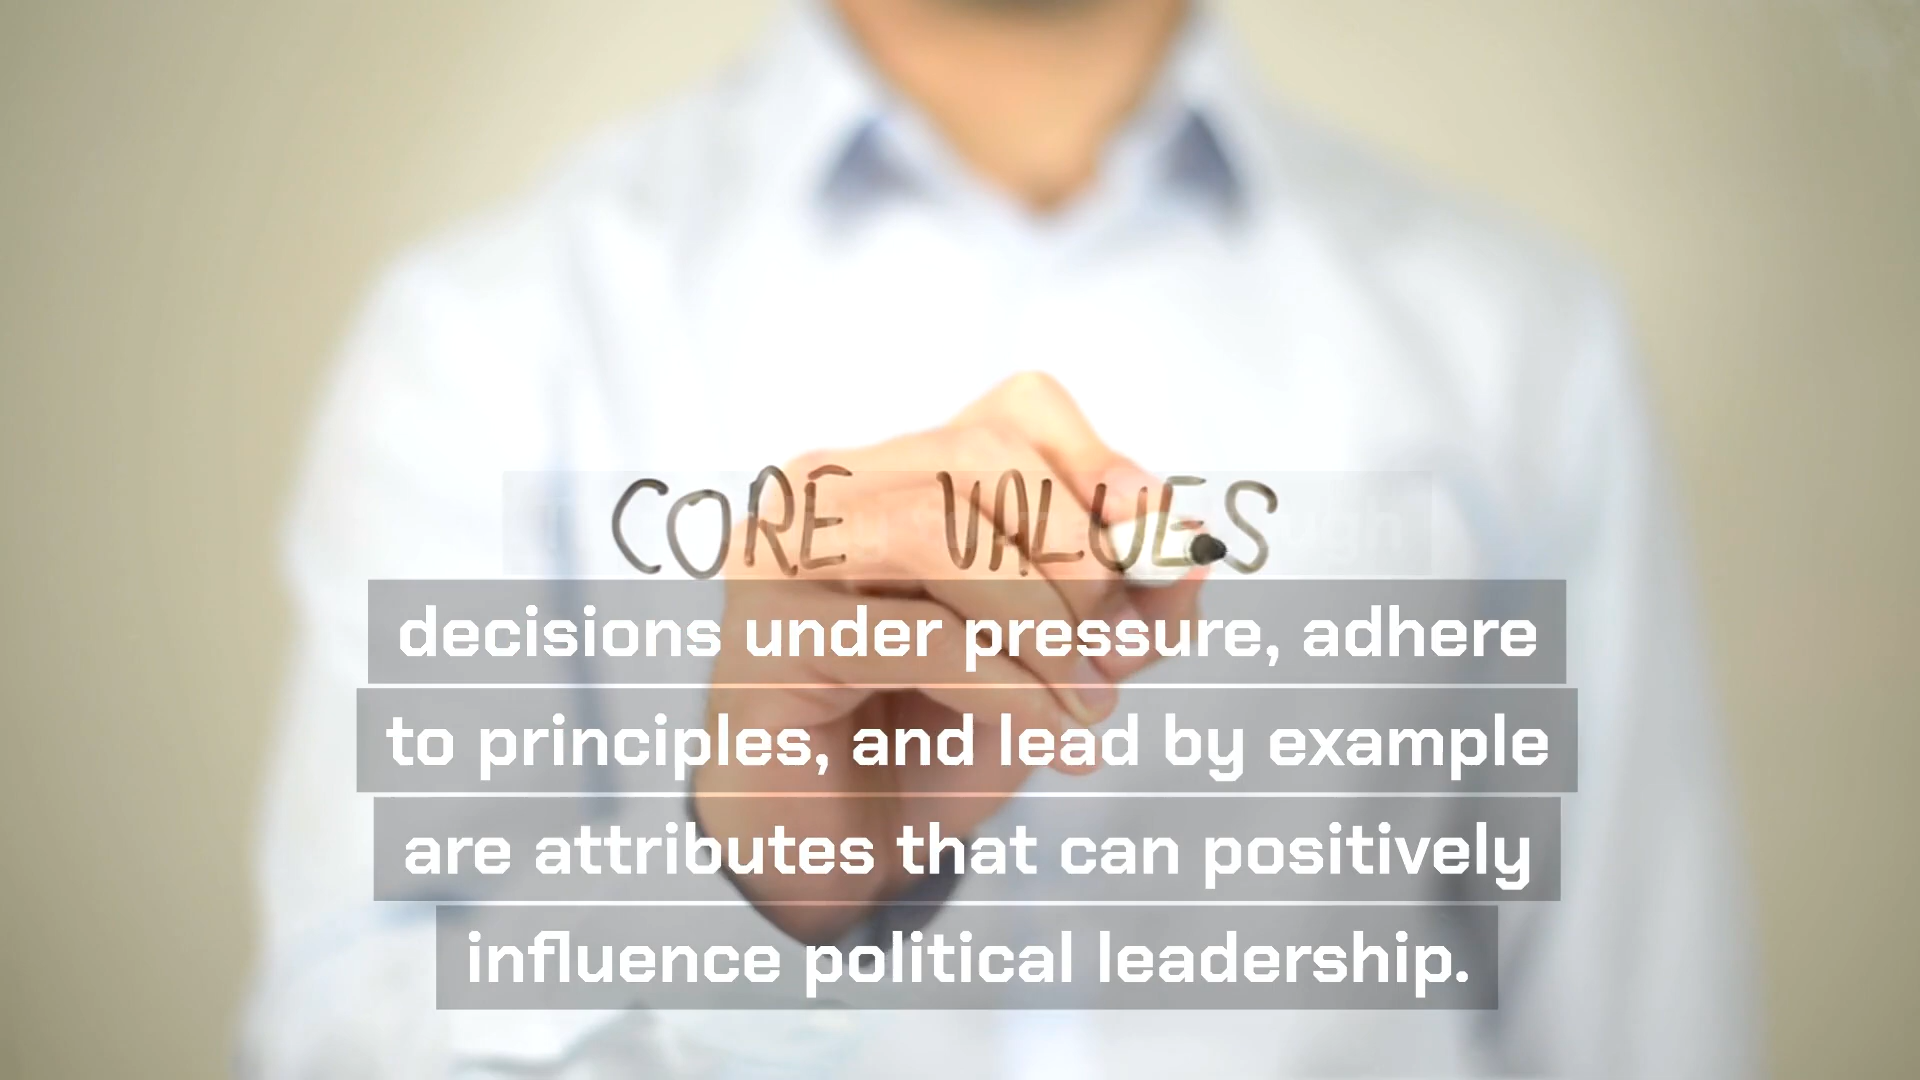 CORE VALUES
decisions under pressure, adhere
to principles, and lead by example
are attributes that can positively
influence political leadership.